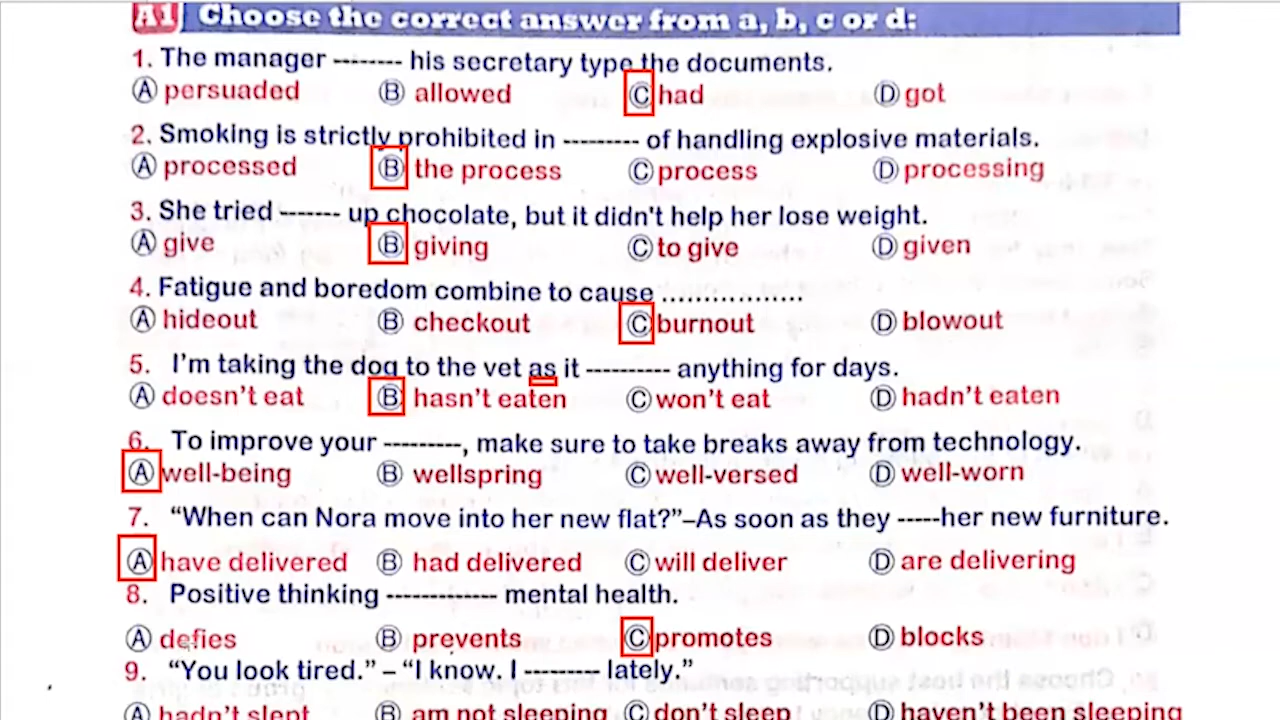 A1 Choose the correct answer from a, b, c or d:
1. The manager -------- his secretary type the documents.
Ⓐ persuaded Ⓑ allowed Ⓒ had Ⓓ got
2. Smoking is strictly prohibited in --------- of handling explosive materials.
Ⓐ processed Ⓑ the process Ⓒ process Ⓓ processing
3. She tried ------- up chocolate, but it didn't help her lose weight.
Ⓐ give Ⓑ giving Ⓒ to give Ⓓ given
4. Fatigue and boredom combine to cause .................
Ⓐ hideout Ⓑ checkout Ⓒ burnout Ⓓ blowout
5. I'm taking the dog to the vet as it ---------- anything for days.
Ⓐ doesn't eat Ⓑ hasn't eaten Ⓒ won't eat Ⓓ hadn't eaten
6. To improve your ---------, make sure to take breaks away from technology.
Ⓐ well-being Ⓑ wellspring Ⓒ well-versed Ⓓ well-worn
7. “When can Nora move into her new flat?”–As soon as they -----her new furniture.
Ⓐ have delivered Ⓑ had delivered Ⓒ will deliver Ⓓ are delivering
8. Positive thinking ------------- mental health.
Ⓐ defies Ⓑ prevents Ⓒ promotes Ⓓ blocks
9. “You look tired.” – “I know. I --------- lately.”
Ⓐ hadn't slept Ⓑ am not sleeping Ⓒ don't sleep Ⓓ haven't been sleeping